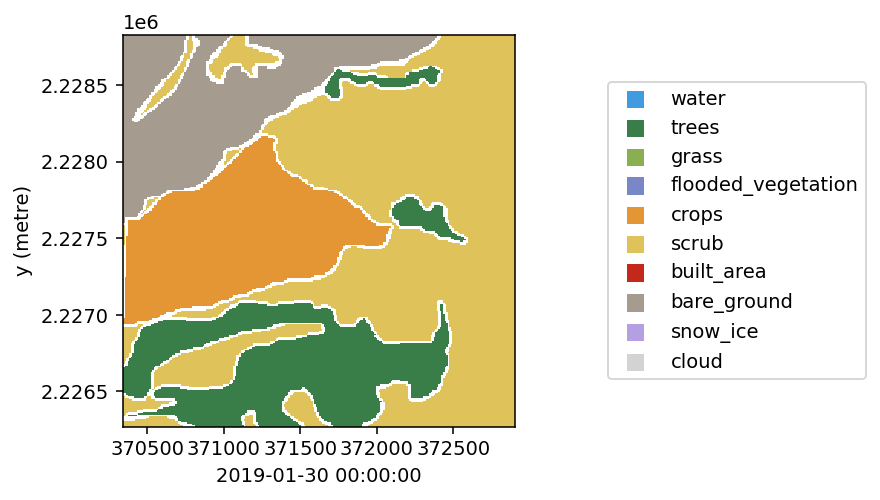 1e6
2.2285
2.2280
2.2275
2.2270
2.2265
y (metre)
370500 371000 371500 372000 372500
2019-01-30 00:00:00
water
trees
grass
flooded_vegetation
crops
scrub
built_area
bare_ground
snow_ice
cloud